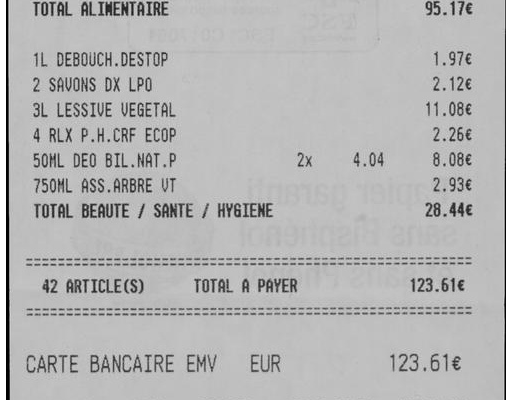 TOTAL ALIMENTAIRE 95.17€
1L DEBOUCH.DESTOP 1.97€
2 SAVONS DX LPO 2.12€
3L LESSIVE VEGETAL 11.08€
4 RLX P.H.CRF ECOP 2.26€
50ML DEO BIL.NAT.P 2x 4.04 8.08€
750ML ASS.ARBRE VT 2.93€
TOTAL BEAUTE / SANTE / HYGIENE 28.44€
42 ARTICLE(S) TOTAL A PAYER 123.61€
CARTE BANCAIRE EMV EUR 123.61€
Papier garanti
sans Bisphénol
et sans Phénol